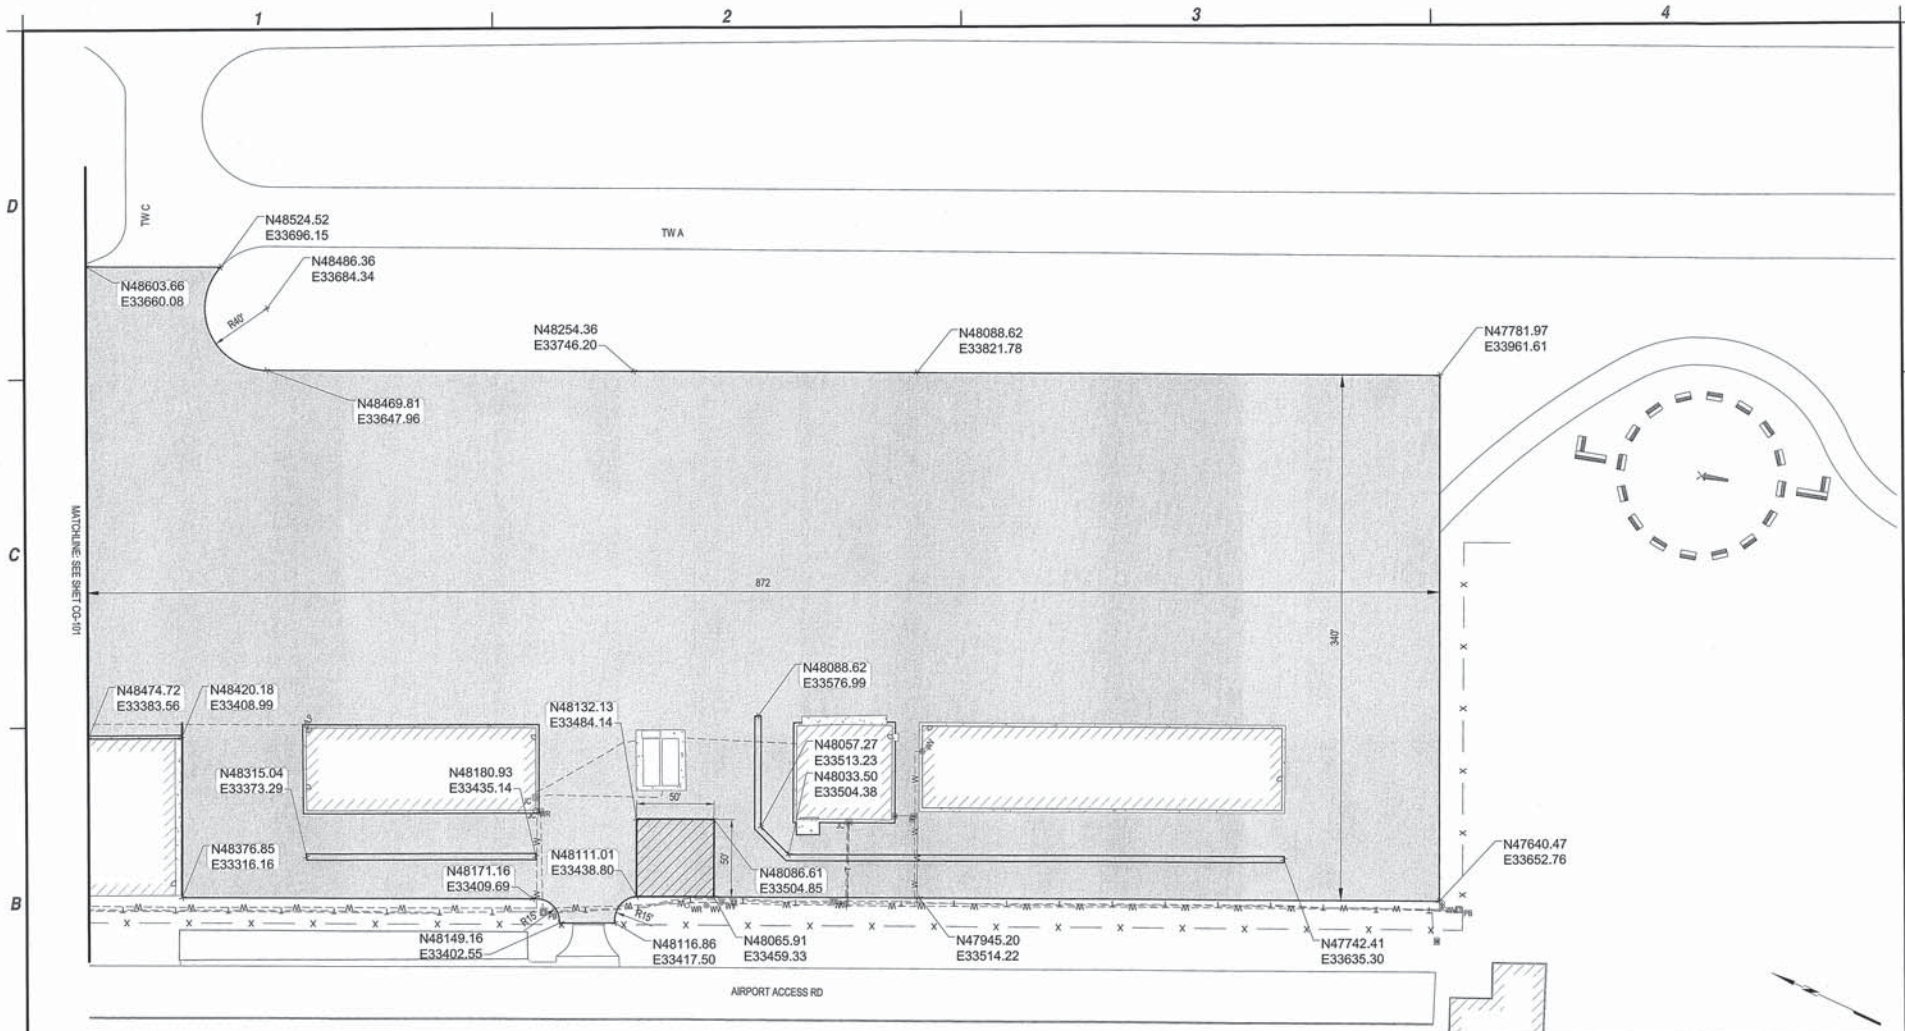 1
2
3
4
D
C
B
TW C
TW A
N48524.52
E33696.15
N48486.36
E33684.34
N48603.66
E33660.08
R40'
N48254.36
E33746.20
N48088.62
E33821.78
N47781.97
E33961.61
N48469.81
E33647.96
MATCHLINE: SEE SHEET CG-101
872
340'
N48474.72
E33383.56
N48420.18
E33408.99
N48132.13
E33484.14
N48088.62
E33576.99
N48057.27
E33513.23
N48033.50
E33504.38
N48315.04
E33373.29
N48180.93
E33435.14
50'
50'
N48376.85
E33316.16
N48171.16
E33409.69
N48111.01
E33438.80
N48086.61
E33504.85
N47640.47
E33652.76
R15'
R15'
N48149.16
E33402.55
N48116.86
E33417.50
N48065.91
E33459.33
N47945.20
E33514.22
N47742.41
E33635.30
AIRPORT ACCESS RD